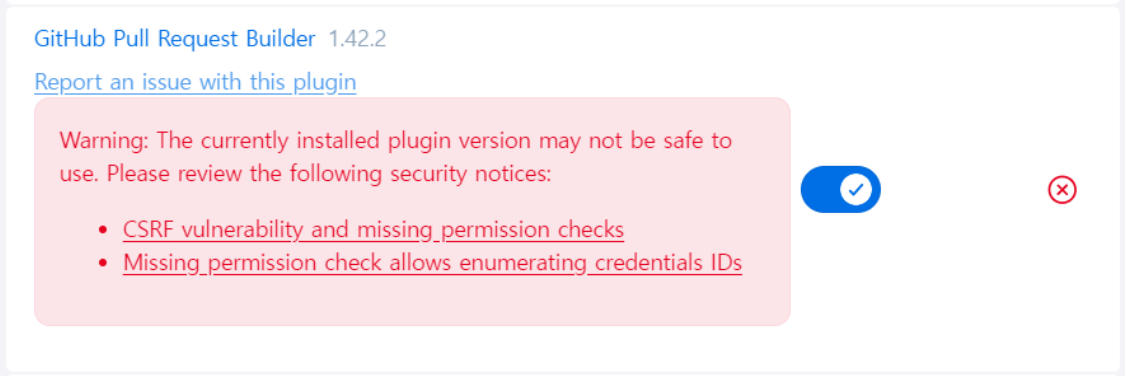 GitHub Pull Request Builder 1.42.2
Report an issue with this plugin
Warning: The currently installed plugin version may not be safe to
use. Please review the following security notices:
• CSRF vulnerability and missing permission checks
• Missing permission check allows enumerating credentials IDs